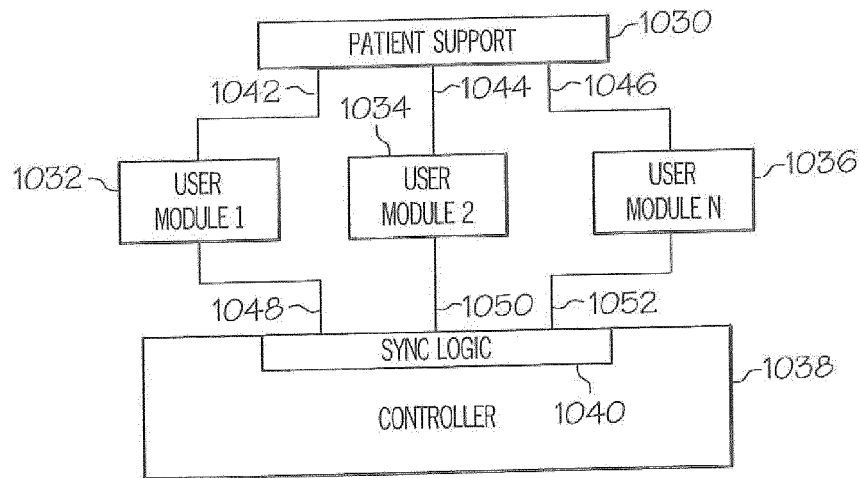 PATIENT SUPPORT
1030
1042
1034
1044
1046
1032
USER
MODULE 1
USER
MODULE 2
USER
MODULE N
1036
1048
1050
1052
SYNC LOGIC
1038
1040
CONTROLLER